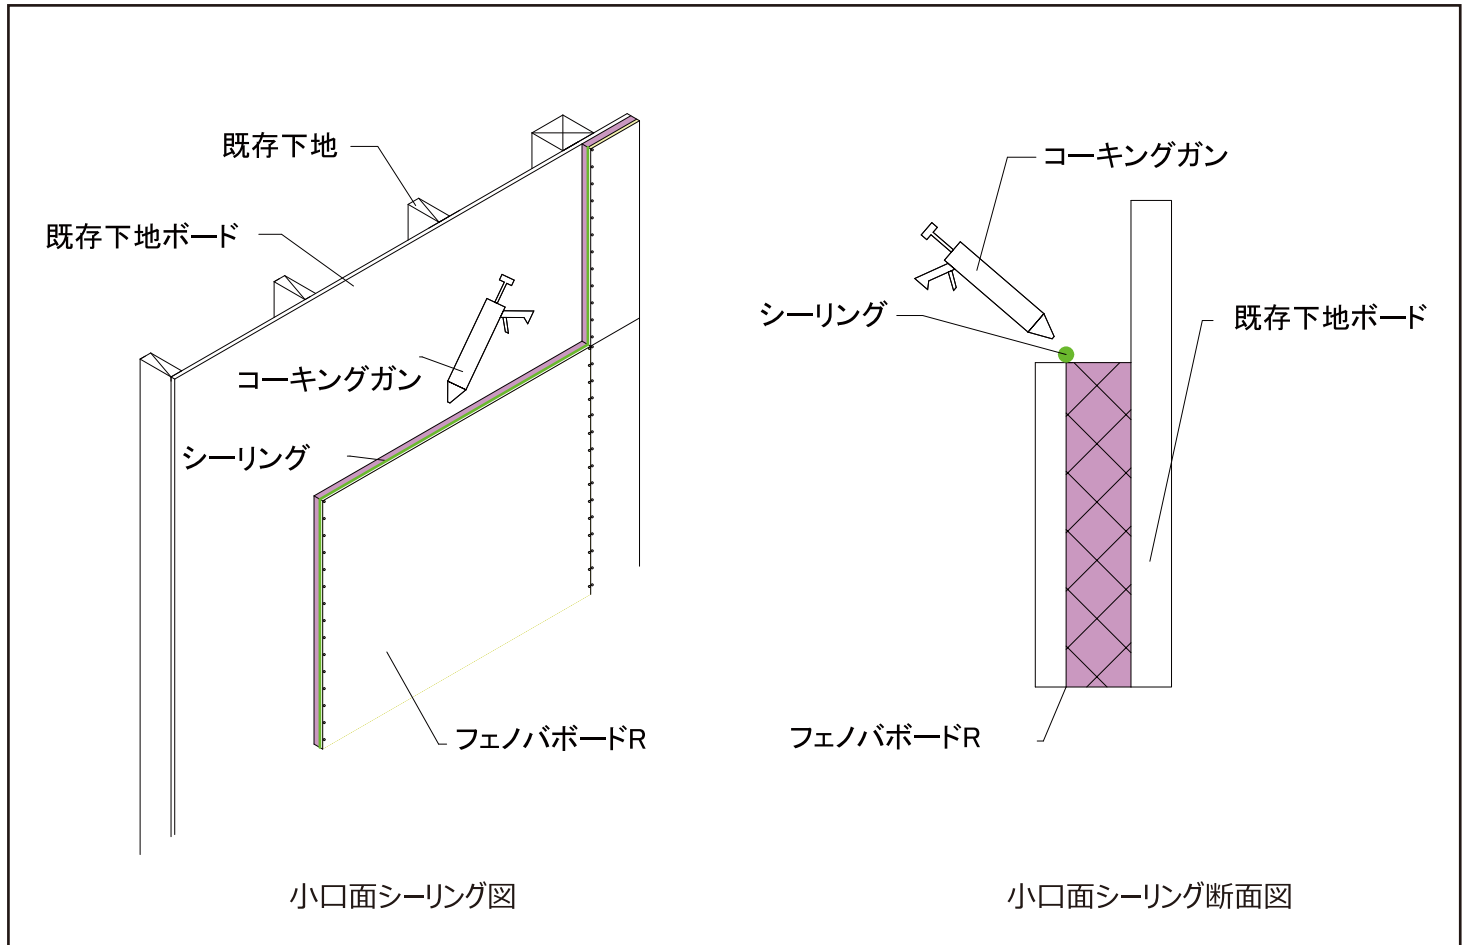 既存下地
既存下地ボード
コーキングガン
シーリング
フェノバボードR
小口面シーリング図
コーキングガン
シーリング
既存下地ボード
フェノバボードR
小口面シーリング断面図